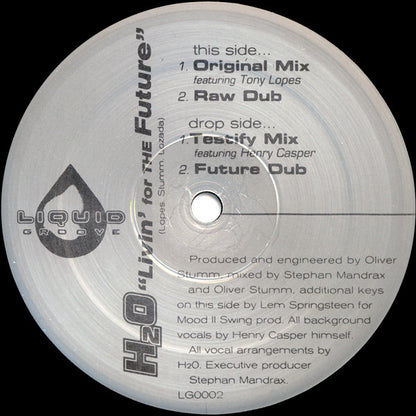 this side...
1. Original Mix
featuring Tony Lopes
2. Raw Dub
drop side...
1. Testify Mix
featuring Henry Casper
2. Future Dub
H2O "Livin' for THE Future"
(Lopes, Stumm, Lozada)
LIQUID
GROOVE
Produced and engineered by Oliver
Stumm, mixed by Stephan Mandrax
and Oliver Stumm, additional keys
on this side by Lem Springsteen for
Mood II Swing prod. All background
vocals by Henry Casper himself.
All vocal arrangements by
H2O. Executive producer
Stephan Mandrax.
LG0002